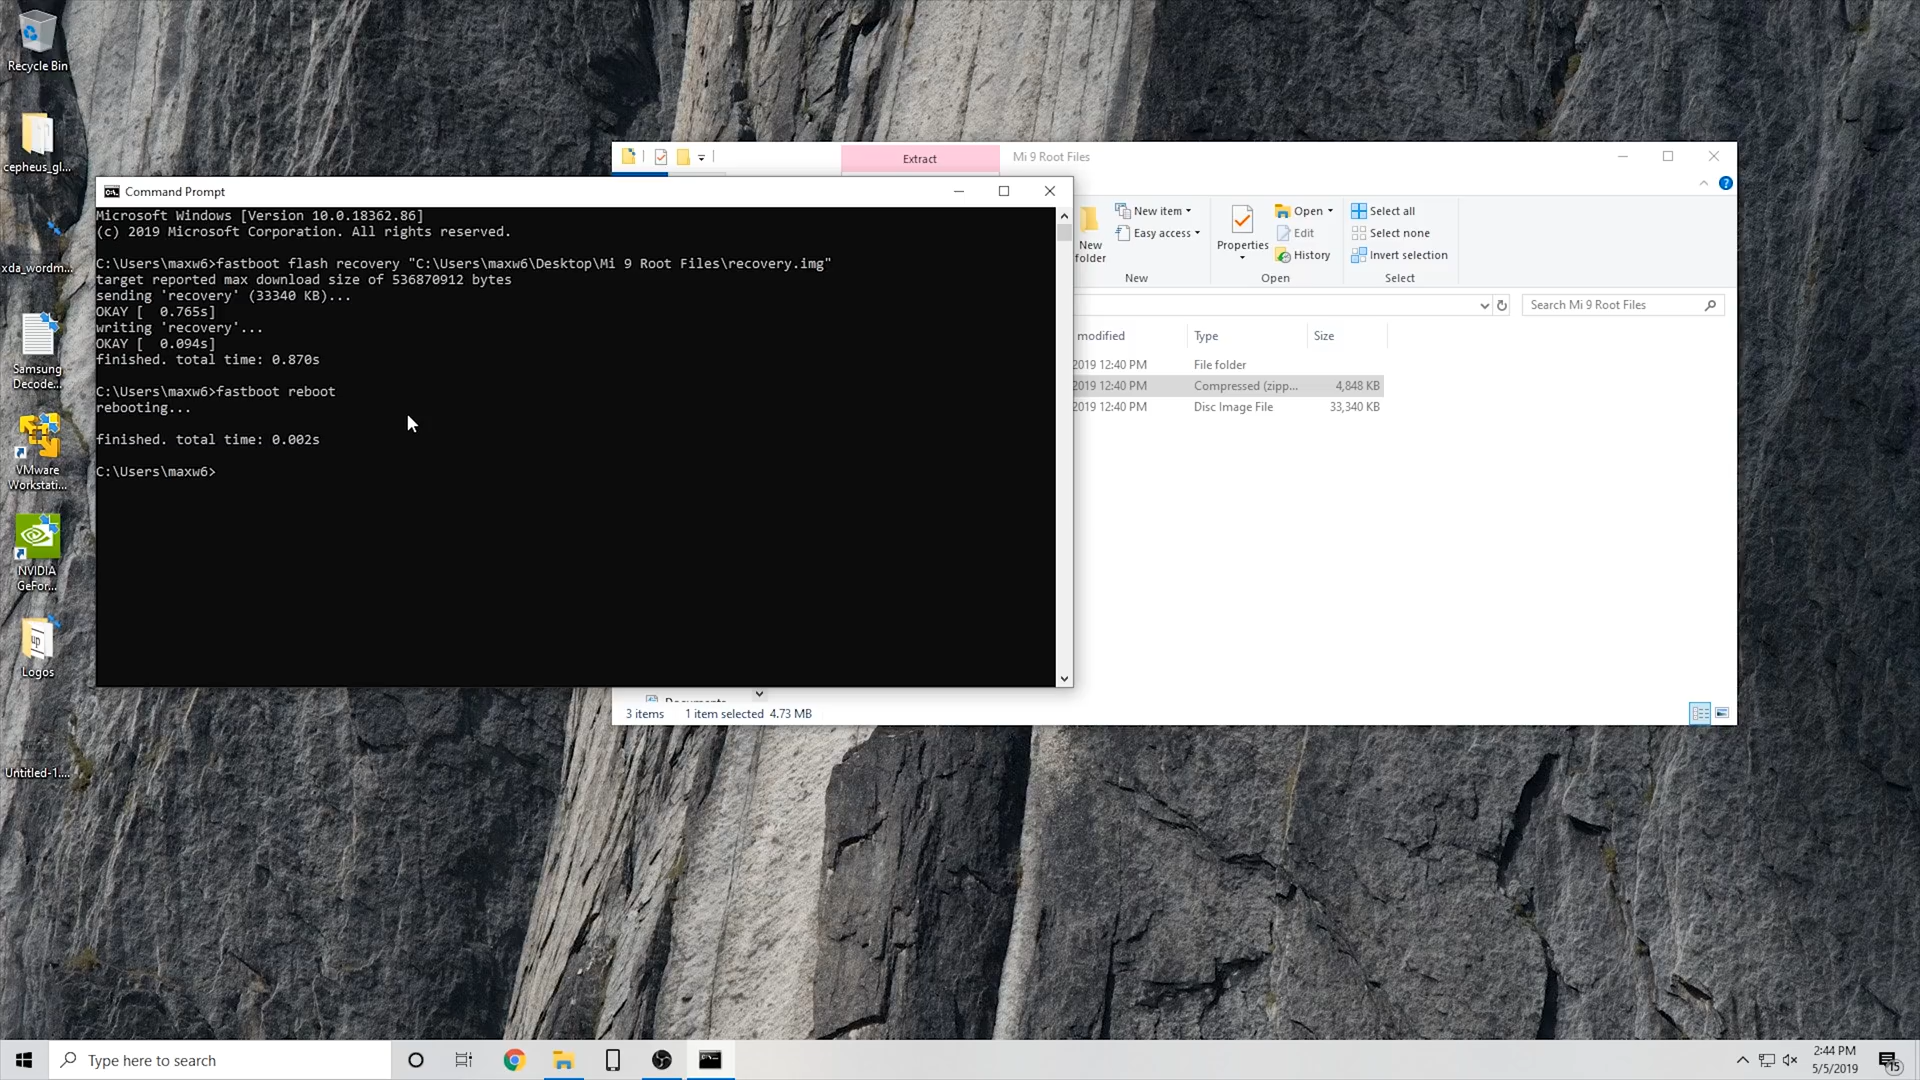 Recycle Bin
cepheus_gl...
xda_wordm...
Samsung
Decode...
VMware
Workstati...
NVIDIA
GeFor...
up
Logos
Untitled-1....
Extract
Mi 9 Root Files
New
folder
New item
Easy access
New
Properties
Open
Edit
History
Open
Select all
Select none
Invert selection
Select
Search Mi 9 Root Files
modified
Type
Size
2019 12:40 PM
File folder
2019 12:40 PM
Compressed (zipp...
4,848 KB
2019 12:40 PM
Disc Image File
33,340 KB
3 items
1 item selected 4.73 MB
Command Prompt
Microsoft Windows [Version 10.0.18362.86]
(c) 2019 Microsoft Corporation. All rights reserved.
C:\Users\maxw6>fastboot flash recovery "C:\Users\maxw6\Desktop\Mi 9 Root Files\recovery.img"
target reported max download size of 536870912 bytes
sending 'recovery' (33340 KB)...
OKAY [  0.765s]
writing 'recovery'...
OKAY [  0.094s]
finished. total time: 0.870s
C:\Users\maxw6>fastboot reboot
rebooting...
finished. total time: 0.002s
C:\Users\maxw6>
Type here to search
2:44 PM
5/5/2019
15